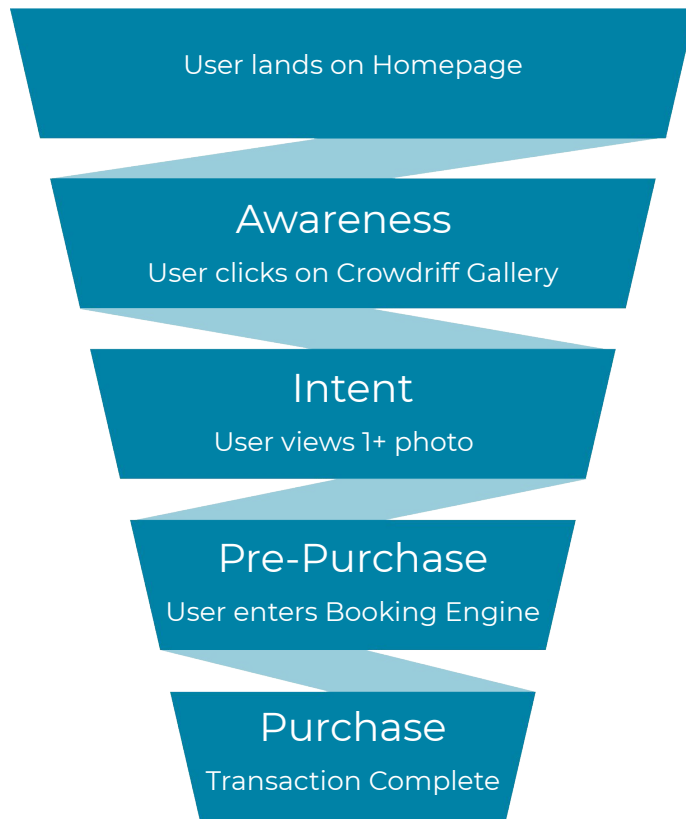 User lands on Homepage
Awareness
User clicks on Crowdriff Gallery
Intent
User views 1+ photo
Pre-Purchase
User enters Booking Engine
Purchase
Transaction Complete